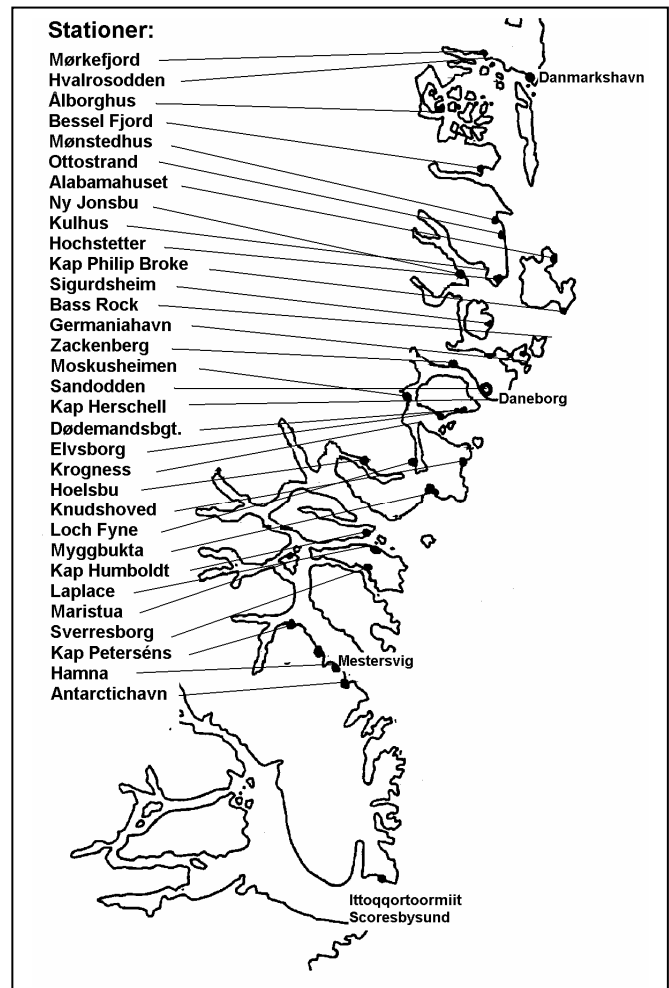 Stationer:
Mørkefjord
Hvalrosodden
Ålborghus
Bessel Fjord
Mønstedhus
Ottostrand
Alabamahuset
Ny Jonsbu
Kulhus
Hochstetter
Kap Philip Broke
Sigurdsheim
Bass Rock
Germaniahavn
Zackenberg
Moskusheimen
Sandodden
Kap Herschell
Dødemandsbgt.
Elvsborg
Krogness
Hoelsbu
Knudshoved
Loch Fyne
Myggbukta
Kap Humboldt
Laplace
Maristua
Sverresborg
Kap Peterséns
Hamna
Antarctichavn
Danmarkshavn
Daneborg
Mestersvig
Ittoqqortoormiit
Scoresbysund